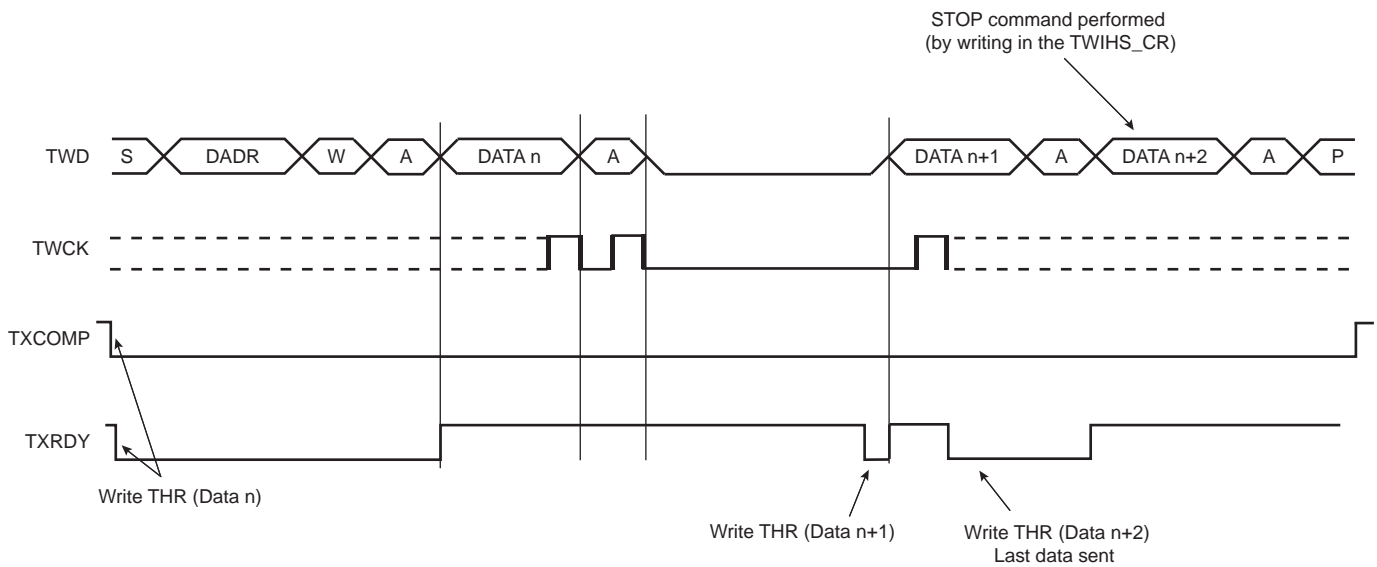 STOP command performed
(by writing in the TWIHS_CR)
TWD S DADR W A DATA n A DATA n+1 A DATA n+2 A P
TWCK
TXCOMP
TXRDY
Write THR (Data n)
Write THR (Data n+1)
Write THR (Data n+2)
Last data sent